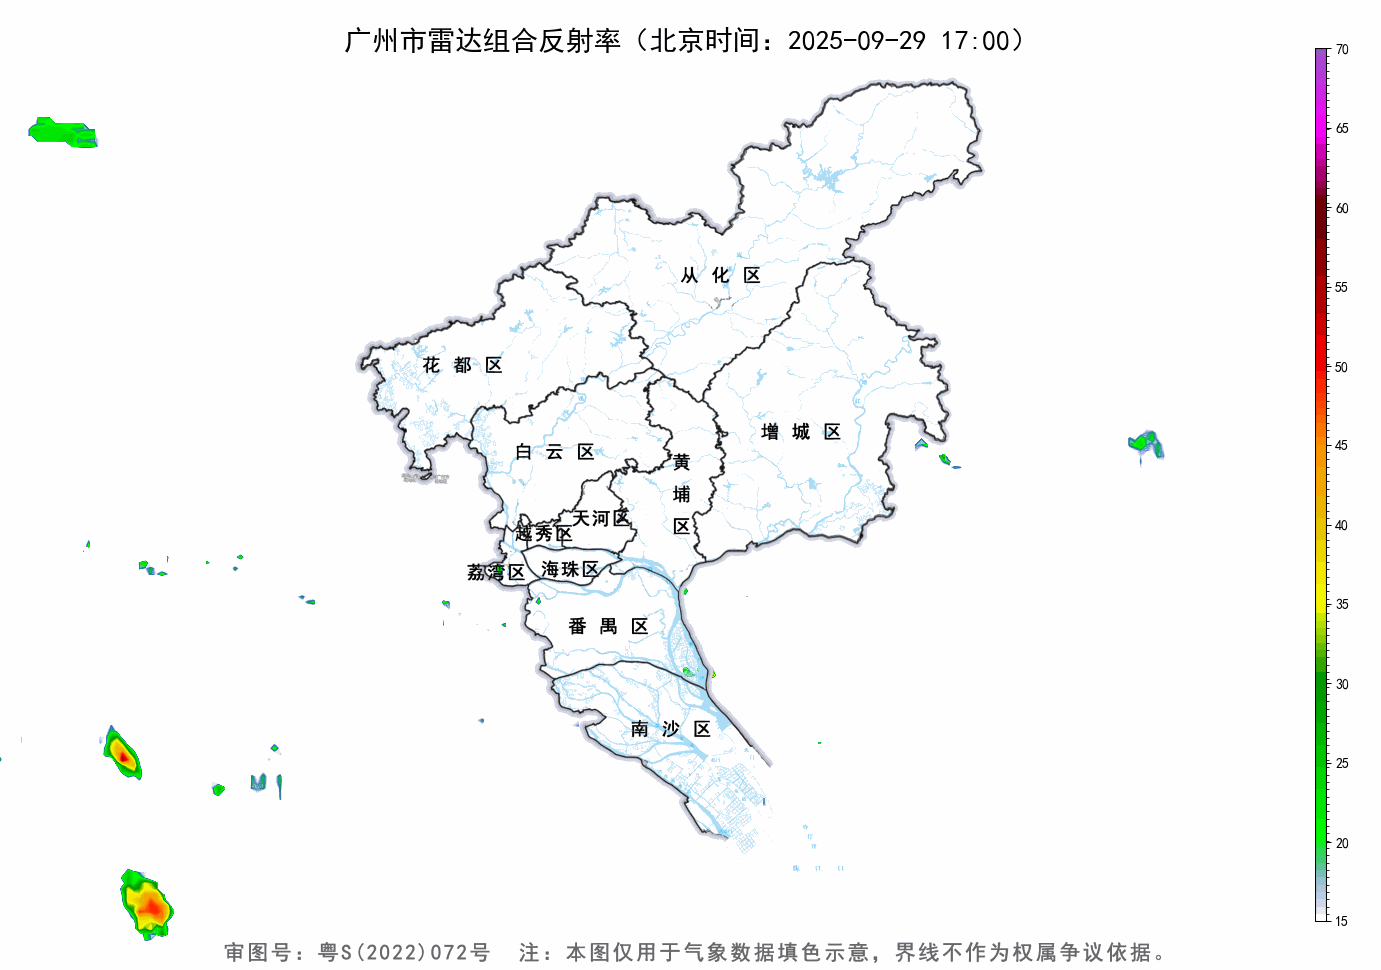 广州市雷达组合反射率（北京时间：2025-09-29 17:00）
70
65
60
55
50
45
40
35
30
25
20
15
从化区
花都区
增城区
白云区
黄埔区
天河区
越秀区
荔湾区
海珠区
番禺区
南沙区
审图号：粤S(2022)072号 注：本图仅用于气象数据填色示意，界线不作为权属争议依据。